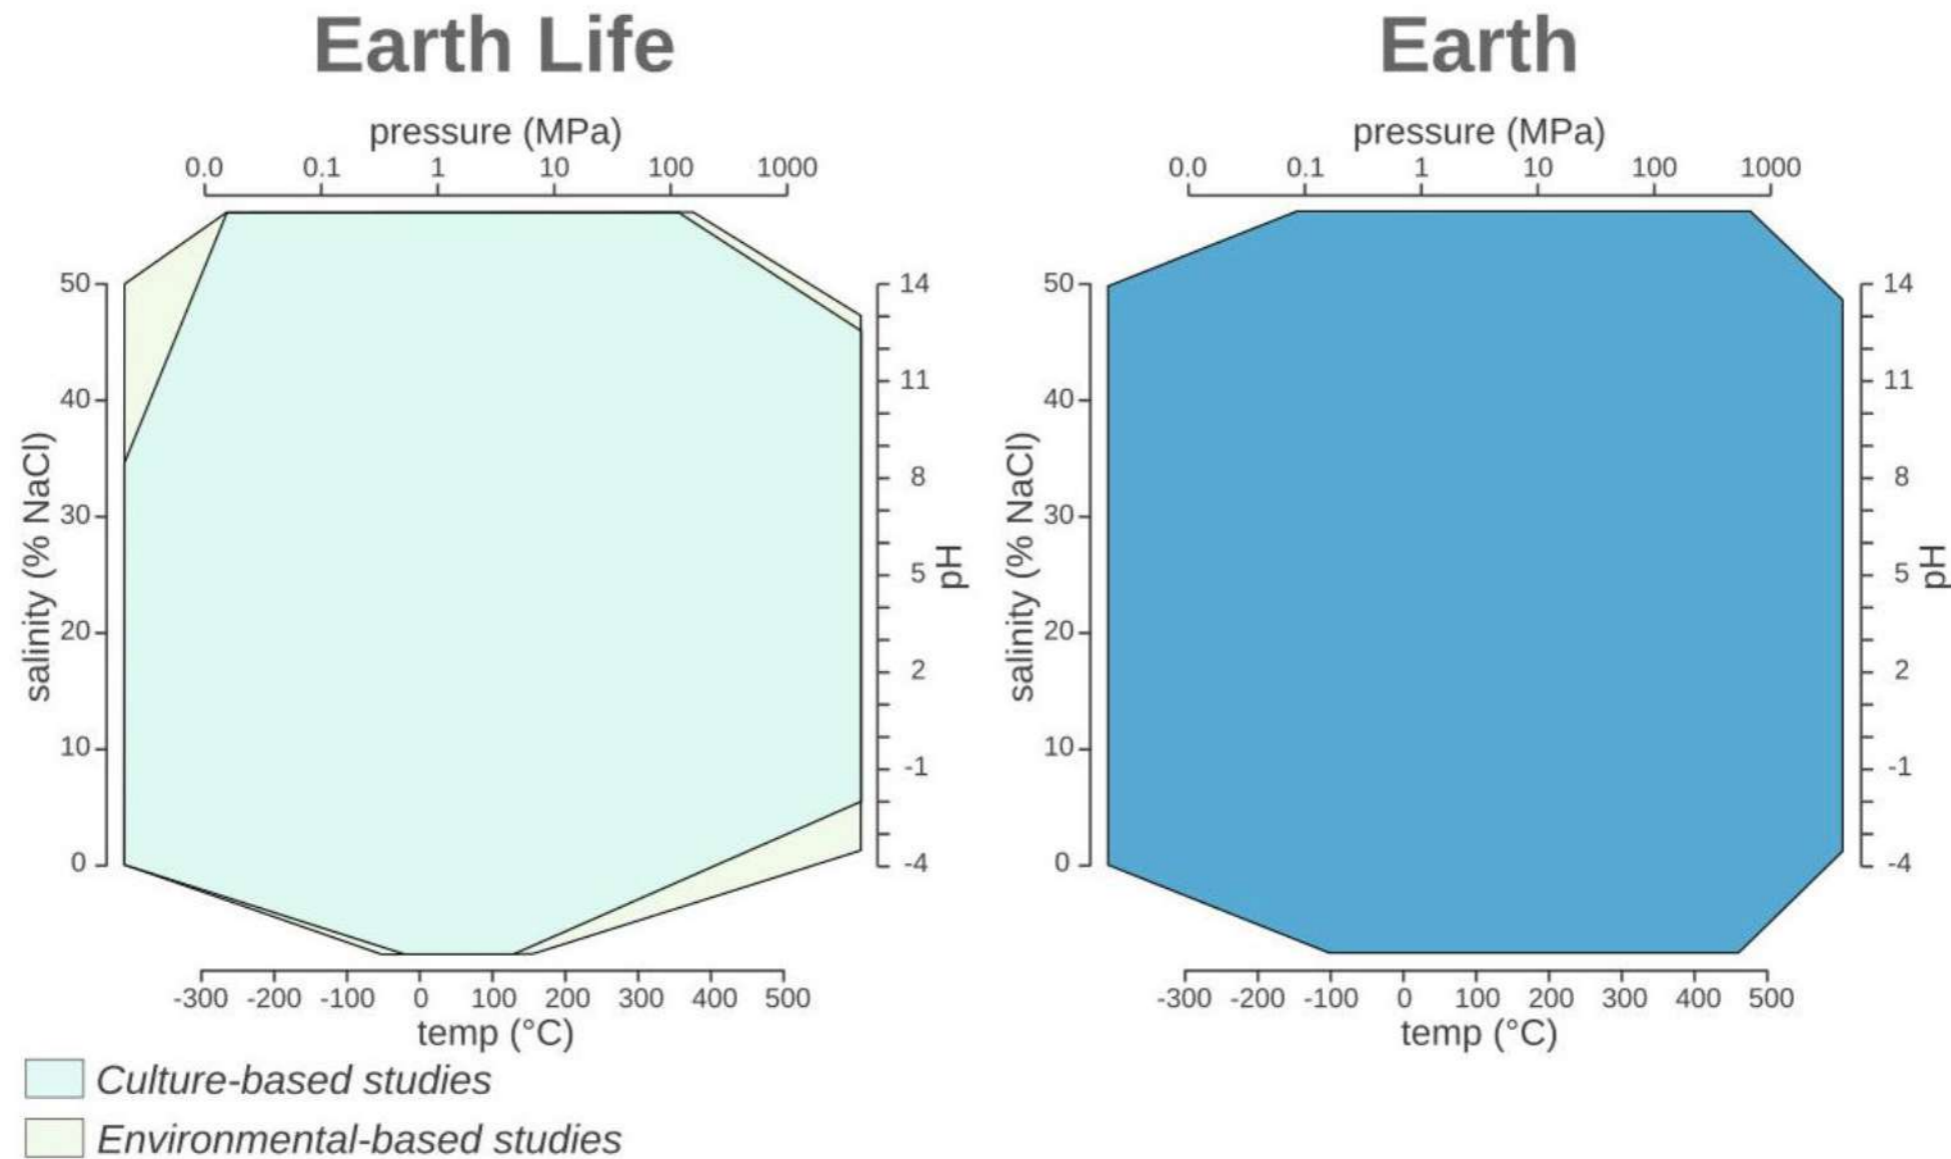 Earth Life
pressure (MPa)
0.0 0.1 1 10 100 1000
50
40
30
20
10
0
salinity (% NaCl)
14
11
8
5
2
-1
-4
pH
-300 -200 -100 0 100 200 300 400 500
temp (°C)
Culture-based studies
Environmental-based studies
Earth
pressure (MPa)
0.0 0.1 1 10 100 1000
50
40
30
20
10
0
salinity (% NaCl)
14
11
8
5
2
-1
-4
pH
-300 -200 -100 0 100 200 300 400 500
temp (°C)